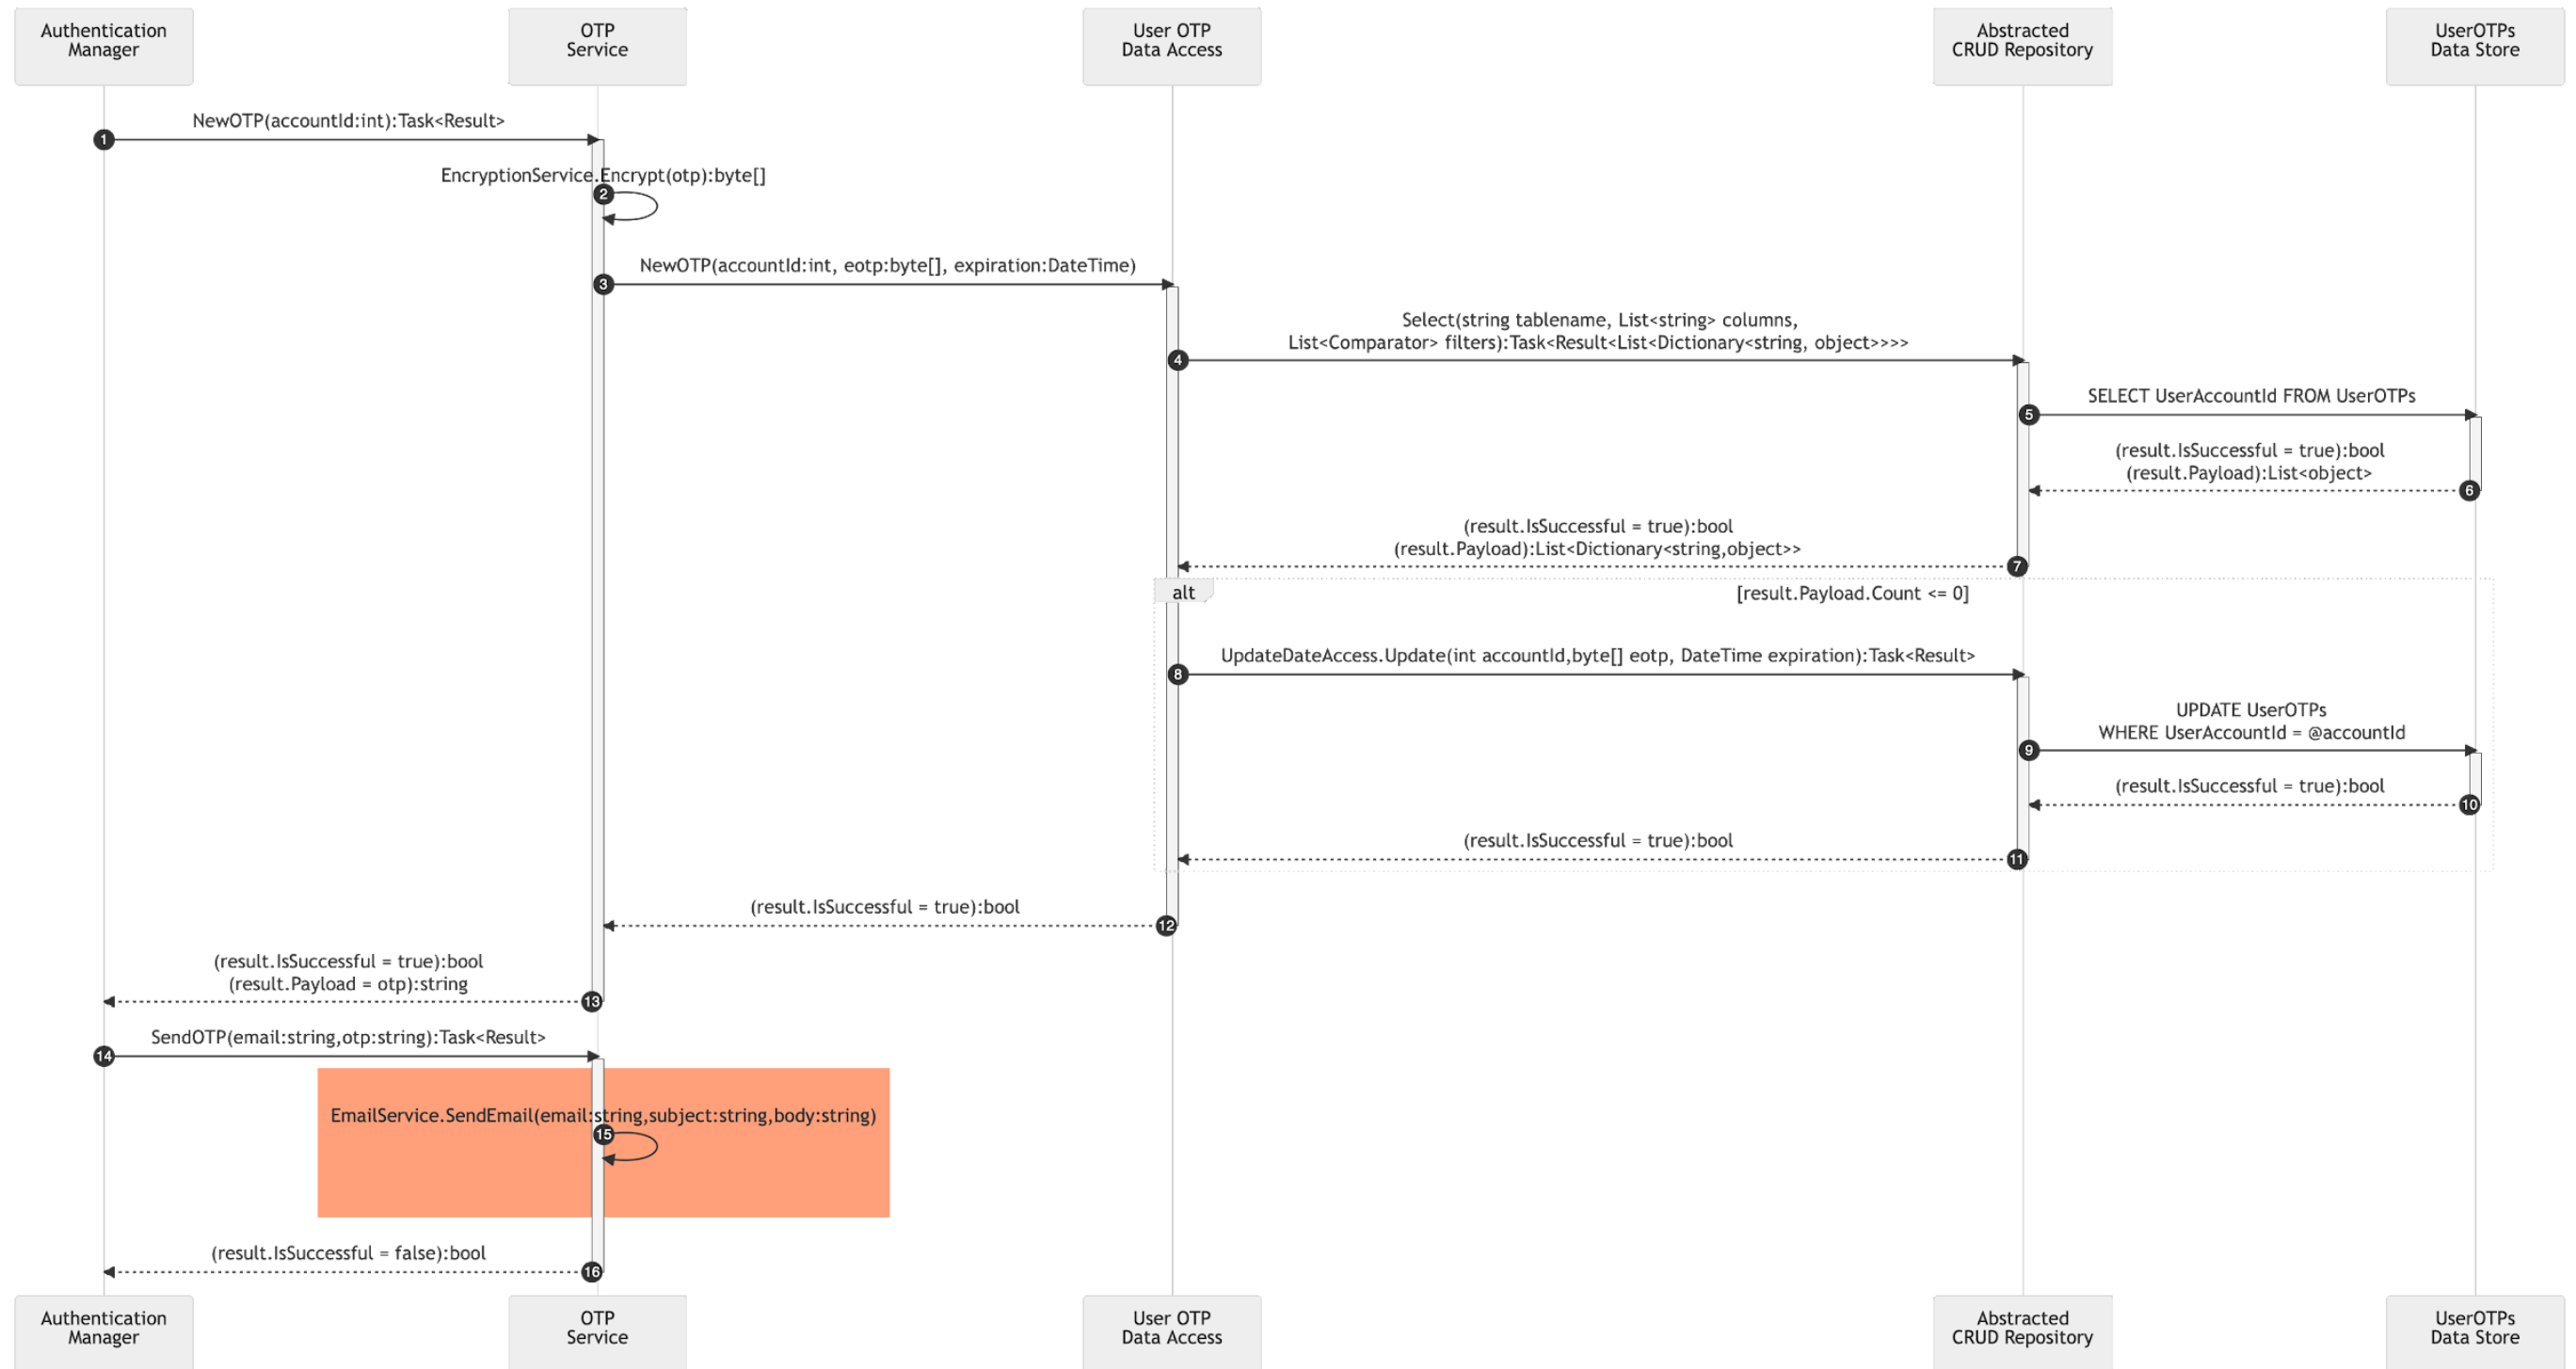 Authentication
Manager
OTP
Service
User OTP
Data Access
Abstracted
CRUD Repository
UserOTPs
Data Store
NewOTP(accountId:int):Task<Result>
1
EncryptionService.Encrypt(otp):byte[]
2
NewOTP(accountId:int, eotp:byte[], expiration:DateTime)
3
Select(string tablename, List<string> columns,
List<Comparator> filters):Task<Result<List<Dictionary<string, object>>>>
4
SELECT UserAccountId FROM UserOTPs
5
(result.IsSuccessful = true):bool
(result.Payload):List<object>
6
(result.IsSuccessful = true):bool
(result.Payload):List<Dictionary<string,object>>
7
alt
[result.Payload.Count <= 0]
UpdateDateAccess.Update(int accountId,byte[] eotp, DateTime expiration):Task<Result>
8
UPDATE UserOTPs
WHERE UserAccountId = @accountId
9
(result.IsSuccessful = true):bool
10
(result.IsSuccessful = true):bool
11
(result.IsSuccessful = true):bool
12
(result.IsSuccessful = true):bool
(result.Payload = otp):string
13
SendOTP(email:string,otp:string):Task<Result>
14
EmailService.SendEmail(email:string,subject:string,body:string)
15
(result.IsSuccessful = false):bool
16
Authentication
Manager
OTP
Service
User OTP
Data Access
Abstracted
CRUD Repository
UserOTPs
Data Store